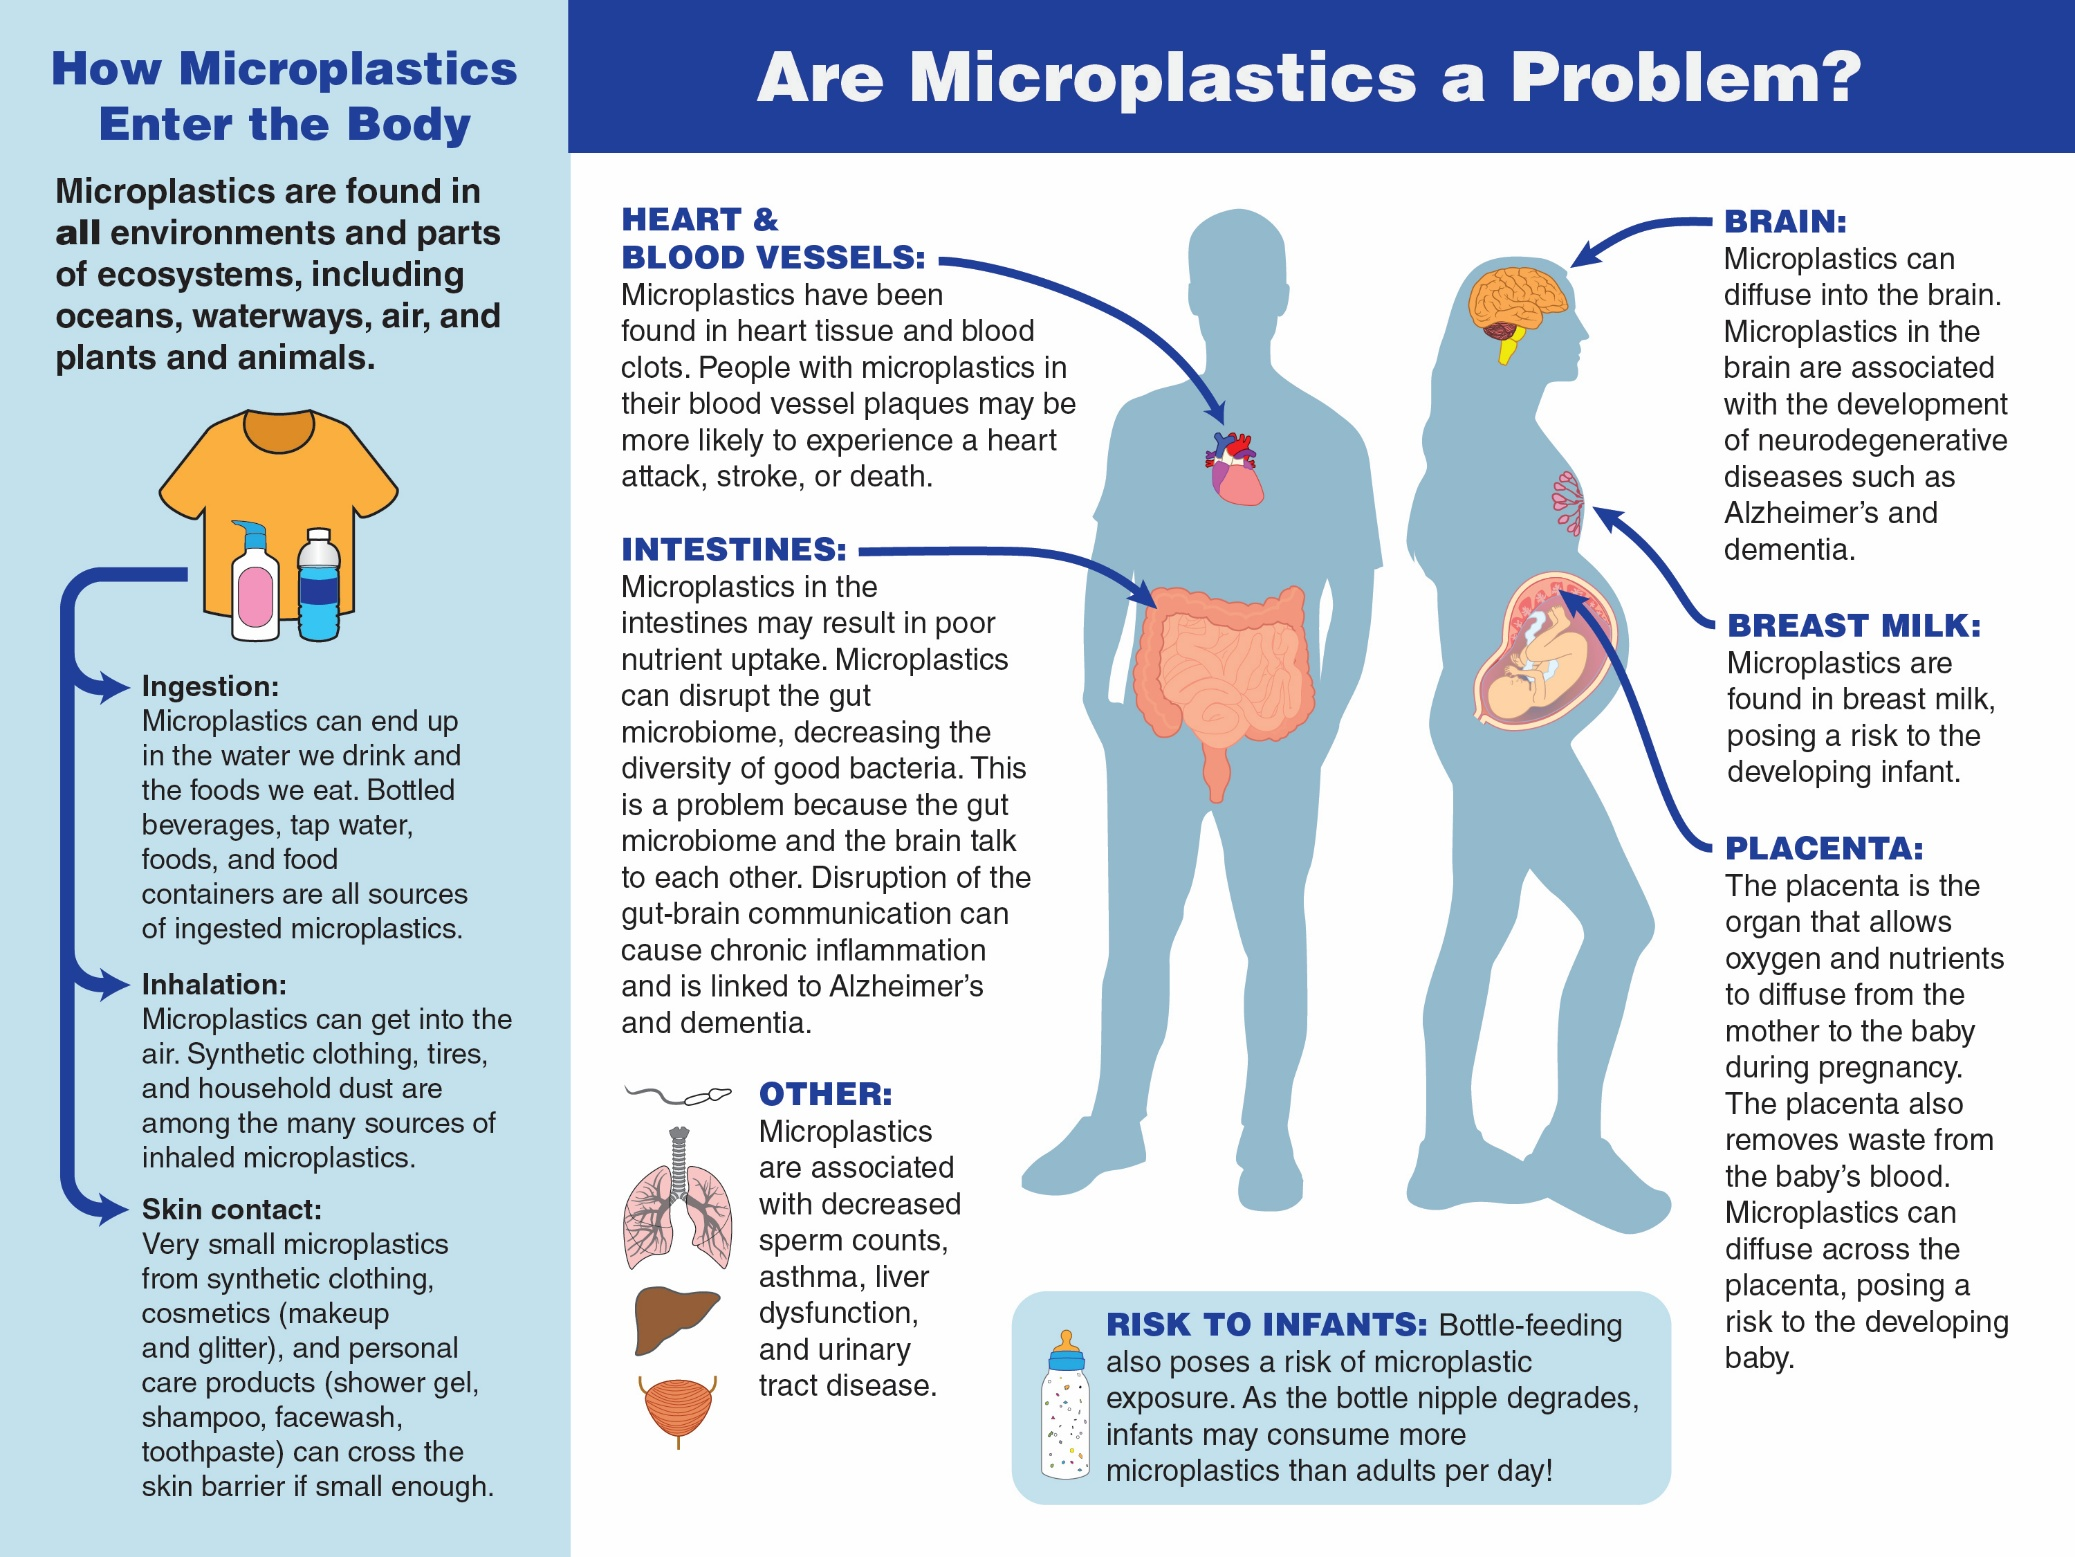 How Microplastics
Enter the Body
Microplastics are found in
all environments and parts
of ecosystems, including
oceans, waterways, air, and
plants and animals.
Ingestion:
Microplastics can end up
in the water we drink and
the foods we eat. Bottled
beverages, tap water,
foods, and food
containers are all sources
of ingested microplastics.
Inhalation:
Microplastics can get into the
air. Synthetic clothing, tires,
and household dust are
among the many sources of
inhaled microplastics.
Skin contact:
Very small microplastics
from synthetic clothing,
cosmetics (makeup
and glitter), and personal
care products (shower gel,
shampoo, facewash,
toothpaste) can cross the
skin barrier if small enough.
Are Microplastics a Problem?
HEART &
BLOOD VESSELS:
Microplastics have been
found in heart tissue and blood
clots. People with microplastics in
their blood vessel plaques may be
more likely to experience a heart
attack, stroke, or death.
INTESTINES:
Microplastics in the
intestines may result in poor
nutrient uptake. Microplastics
can disrupt the gut
microbiome, decreasing the
diversity of good bacteria. This
is a problem because the gut
microbiome and the brain talk
to each other. Disruption of the
gut-brain communication can
cause chronic inflammation
and is linked to Alzheimer's
and dementia.
OTHER:
Microplastics
are associated
with decreased
sperm counts,
asthma, liver
dysfunction,
and urinary
tract disease.
BRAIN:
Microplastics can
diffuse into the brain.
Microplastics in the
brain are associated
with the development
of neurodegenerative
diseases such as
Alzheimer's and
dementia.
BREAST MILK:
Microplastics are
found in breast milk,
posing a risk to the
developing infant.
PLACENTA:
The placenta is the
organ that allows
oxygen and nutrients
to diffuse from the
mother to the baby
during pregnancy.
The placenta also
removes waste from
the baby's blood.
Microplastics can
diffuse across the
placenta, posing a
risk to the developing
baby.
RISK TO INFANTS: Bottle-feeding
also poses a risk of microplastic
exposure. As the bottle nipple degrades,
infants may consume more
microplastics than adults per day!